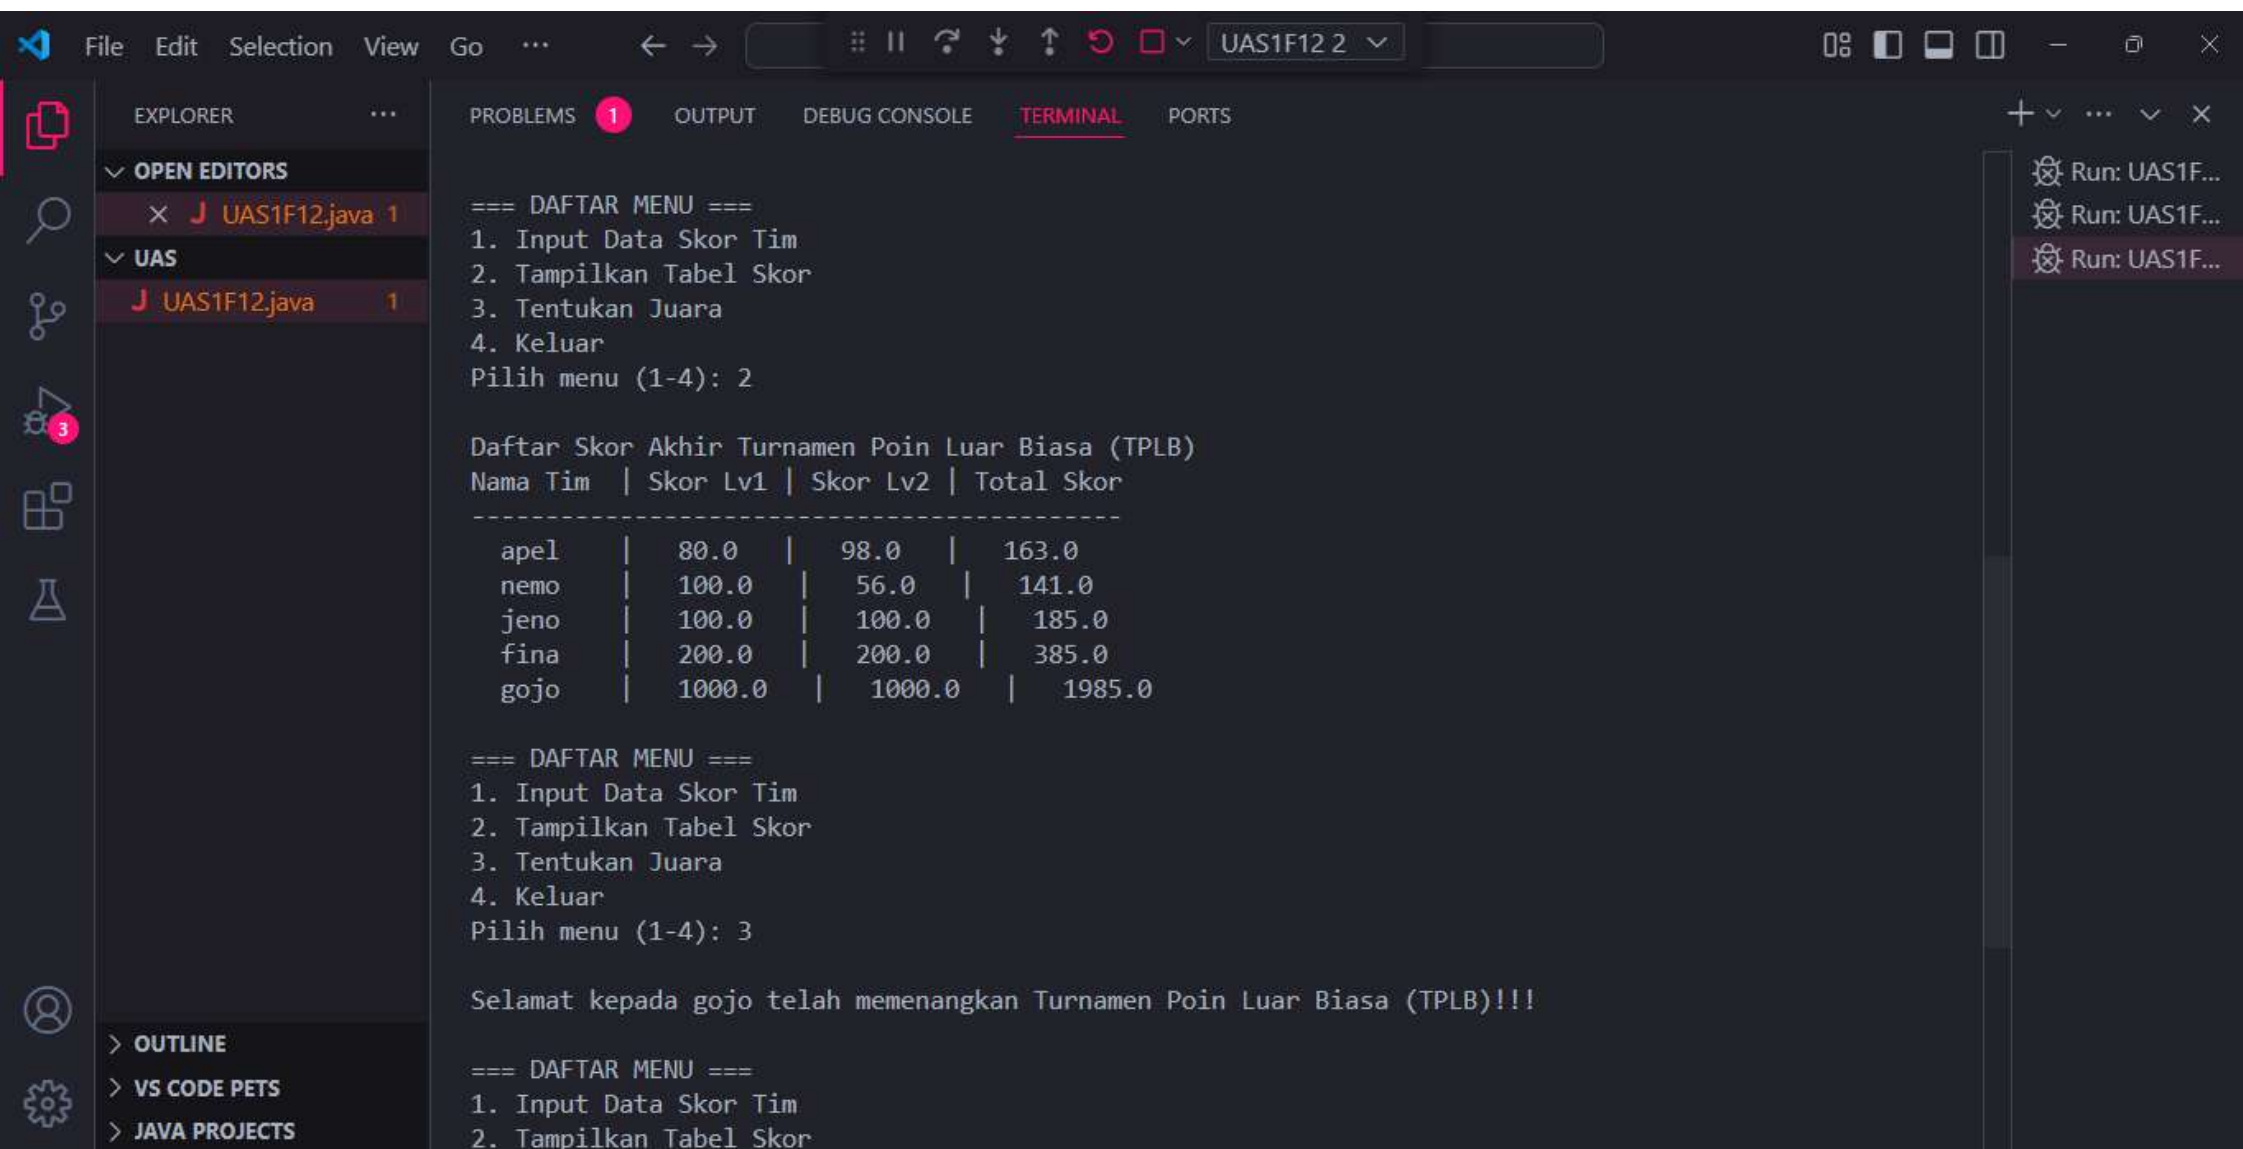 File Edit Selection View Go ··· UAS1F12 2
EXPLORER ···
OPEN EDITORS
J UAS1F12.java 1
UAS
J UAS1F12.java 1
3
OUTLINE
VS CODE PETS
JAVA PROJECTS
PROBLEMS 1 OUTPUT DEBUG CONSOLE TERMINAL PORTS
=== DAFTAR MENU ===
1. Input Data Skor Tim
2. Tampilkan Tabel Skor
3. Tentukan Juara
4. Keluar
Pilih menu (1-4): 2
Daftar Skor Akhir Turnamen Poin Luar Biasa (TPLB)
Nama Tim | Skor Lv1 | Skor Lv2 | Total Skor
--------------------------------------------
apel | 80.0 | 98.0 | 163.0
nemo | 100.0 | 56.0 | 141.0
jeno | 100.0 | 100.0 | 185.0
fina | 200.0 | 200.0 | 385.0
gojo | 1000.0 | 1000.0 | 1985.0
=== DAFTAR MENU ===
1. Input Data Skor Tim
2. Tampilkan Tabel Skor
3. Tentukan Juara
4. Keluar
Pilih menu (1-4): 3
Selamat kepada gojo telah memenangkan Turnamen Poin Luar Biasa (TPLB)!!!
=== DAFTAR MENU ===
1. Input Data Skor Tim
2. Tampilkan Tabel Skor
Run: UAS1F...
Run: UAS1F...
Run: UAS1F...